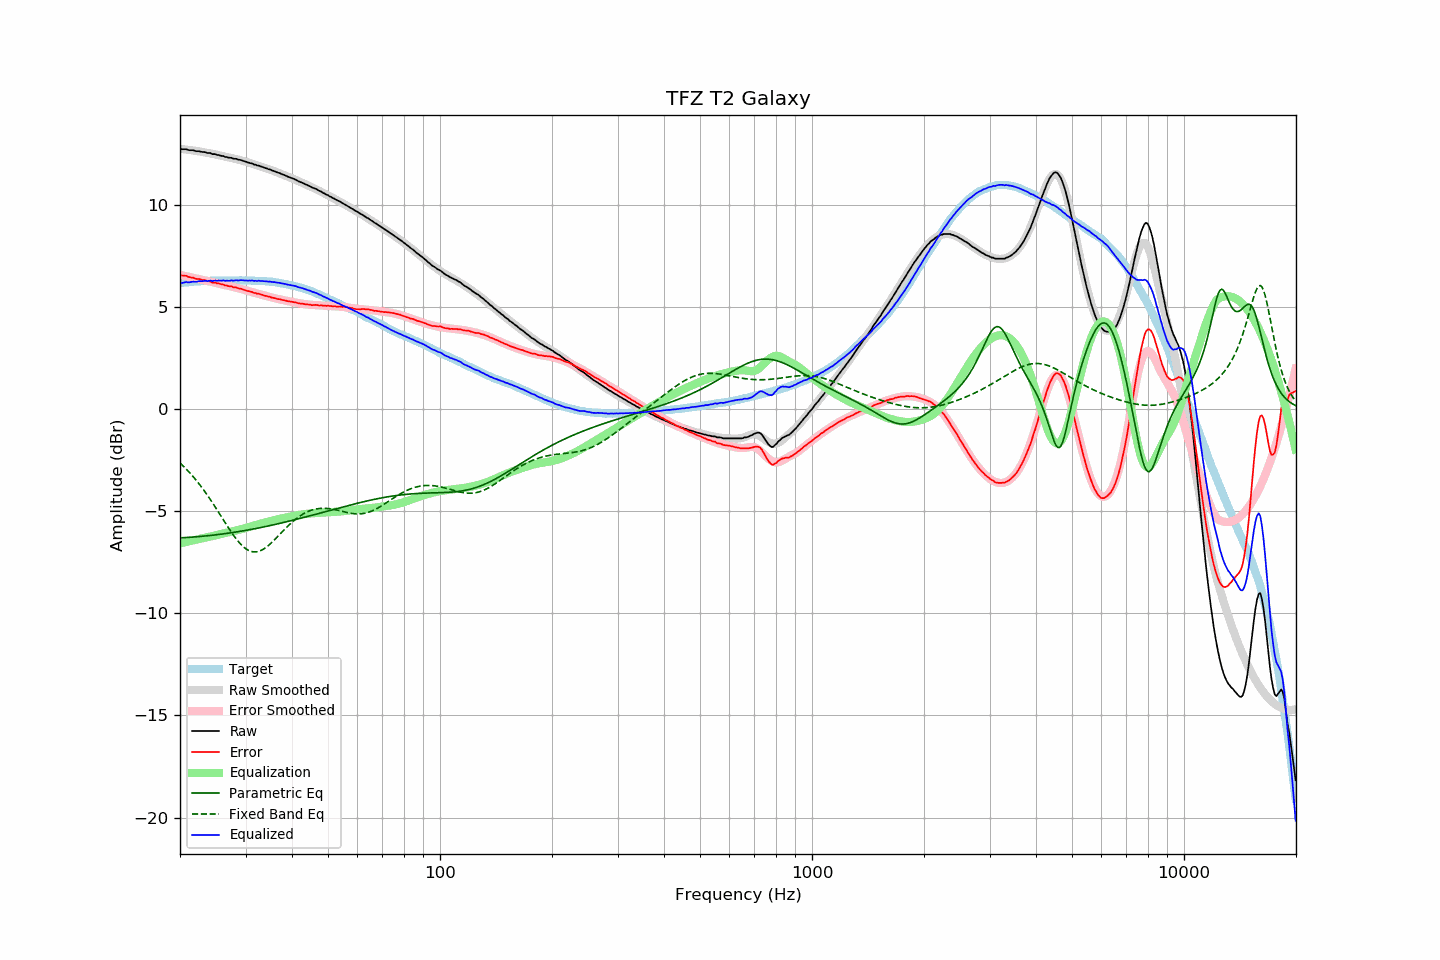 TFZ T2 Galaxy
Amplitude (dBr)
10
5
0
−5
−10
−15
−20
Target
Raw Smoothed
Error Smoothed
Raw
Error
Equalization
Parametric Eq
Fixed Band Eq
Equalized
100
1000
10000
Frequency (Hz)